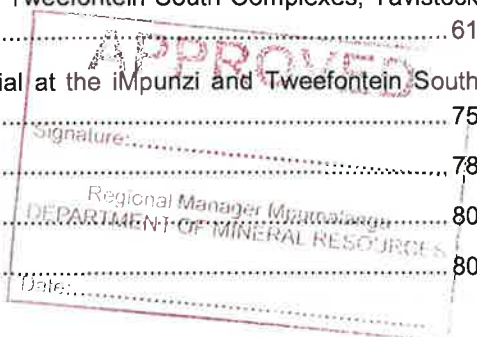 Tweefontein South Complexes, Tavistock
61
APPROVED
ial at the iMpunzi and Tweefontein South
75
Signature:
78
Regional Manager Mpumalanga
80
DEPARTMENT OF MINERAL RESOURCES
80
Date: